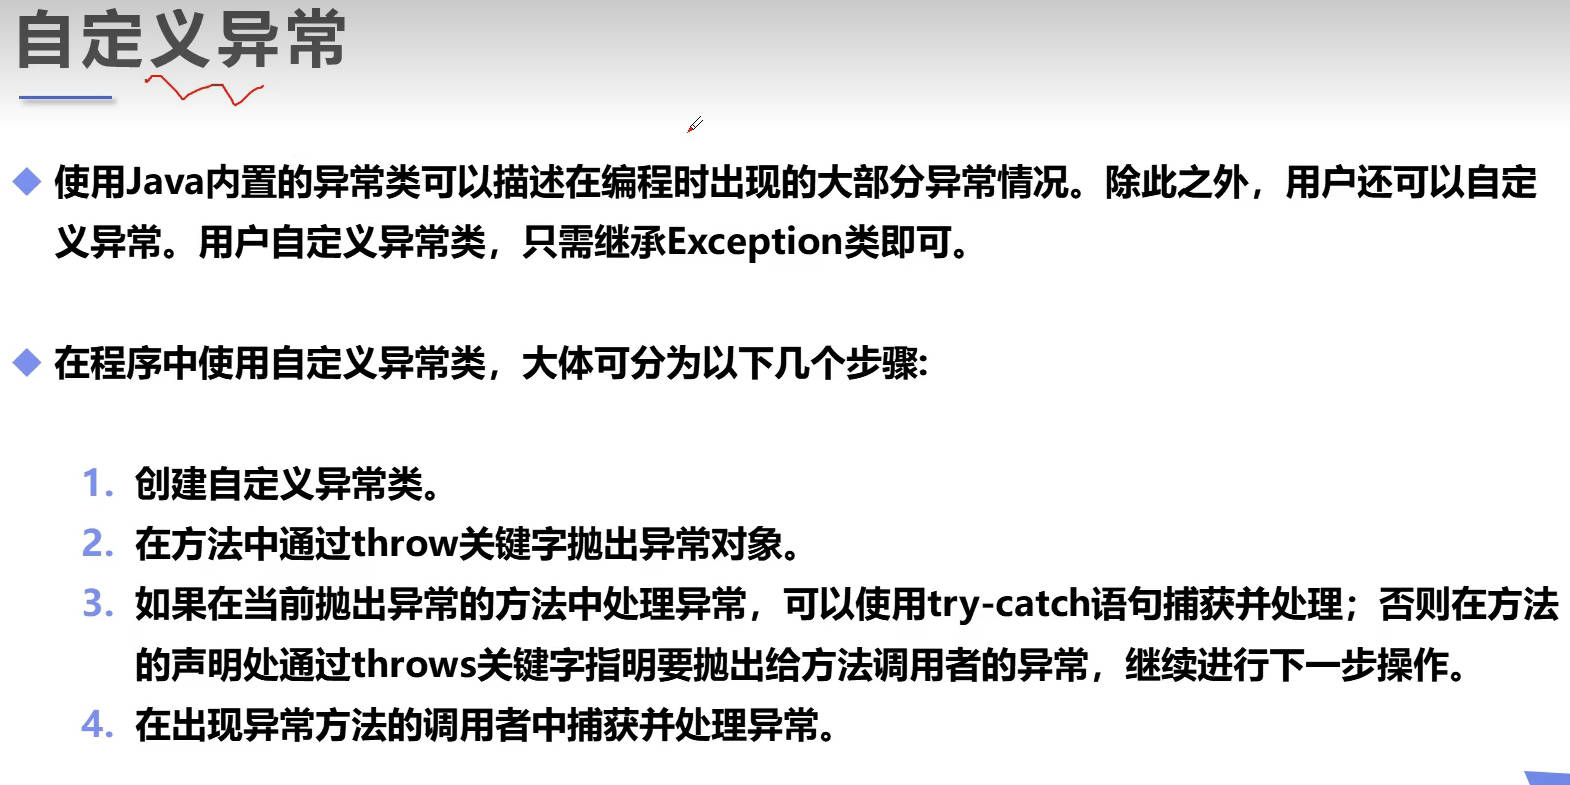 自定义异常
使用Java内置的异常类可以描述在编程时出现的大部分异常情况。除此之外，用户还可以自定
义异常。用户自定义异常类，只需继承Exception类即可。
在程序中使用自定义异常类，大体可分为以下几个步骤:
1. 创建自定义异常类。
2. 在方法中通过throw关键字抛出异常对象。
3. 如果在当前抛出异常的方法中处理异常，可以使用try-catch语句捕获并处理；否则在方法
的声明处通过throws关键字指明要抛出给方法调用者的异常，继续进行下一步操作。
4. 在出现异常方法的调用者中捕获并处理异常。